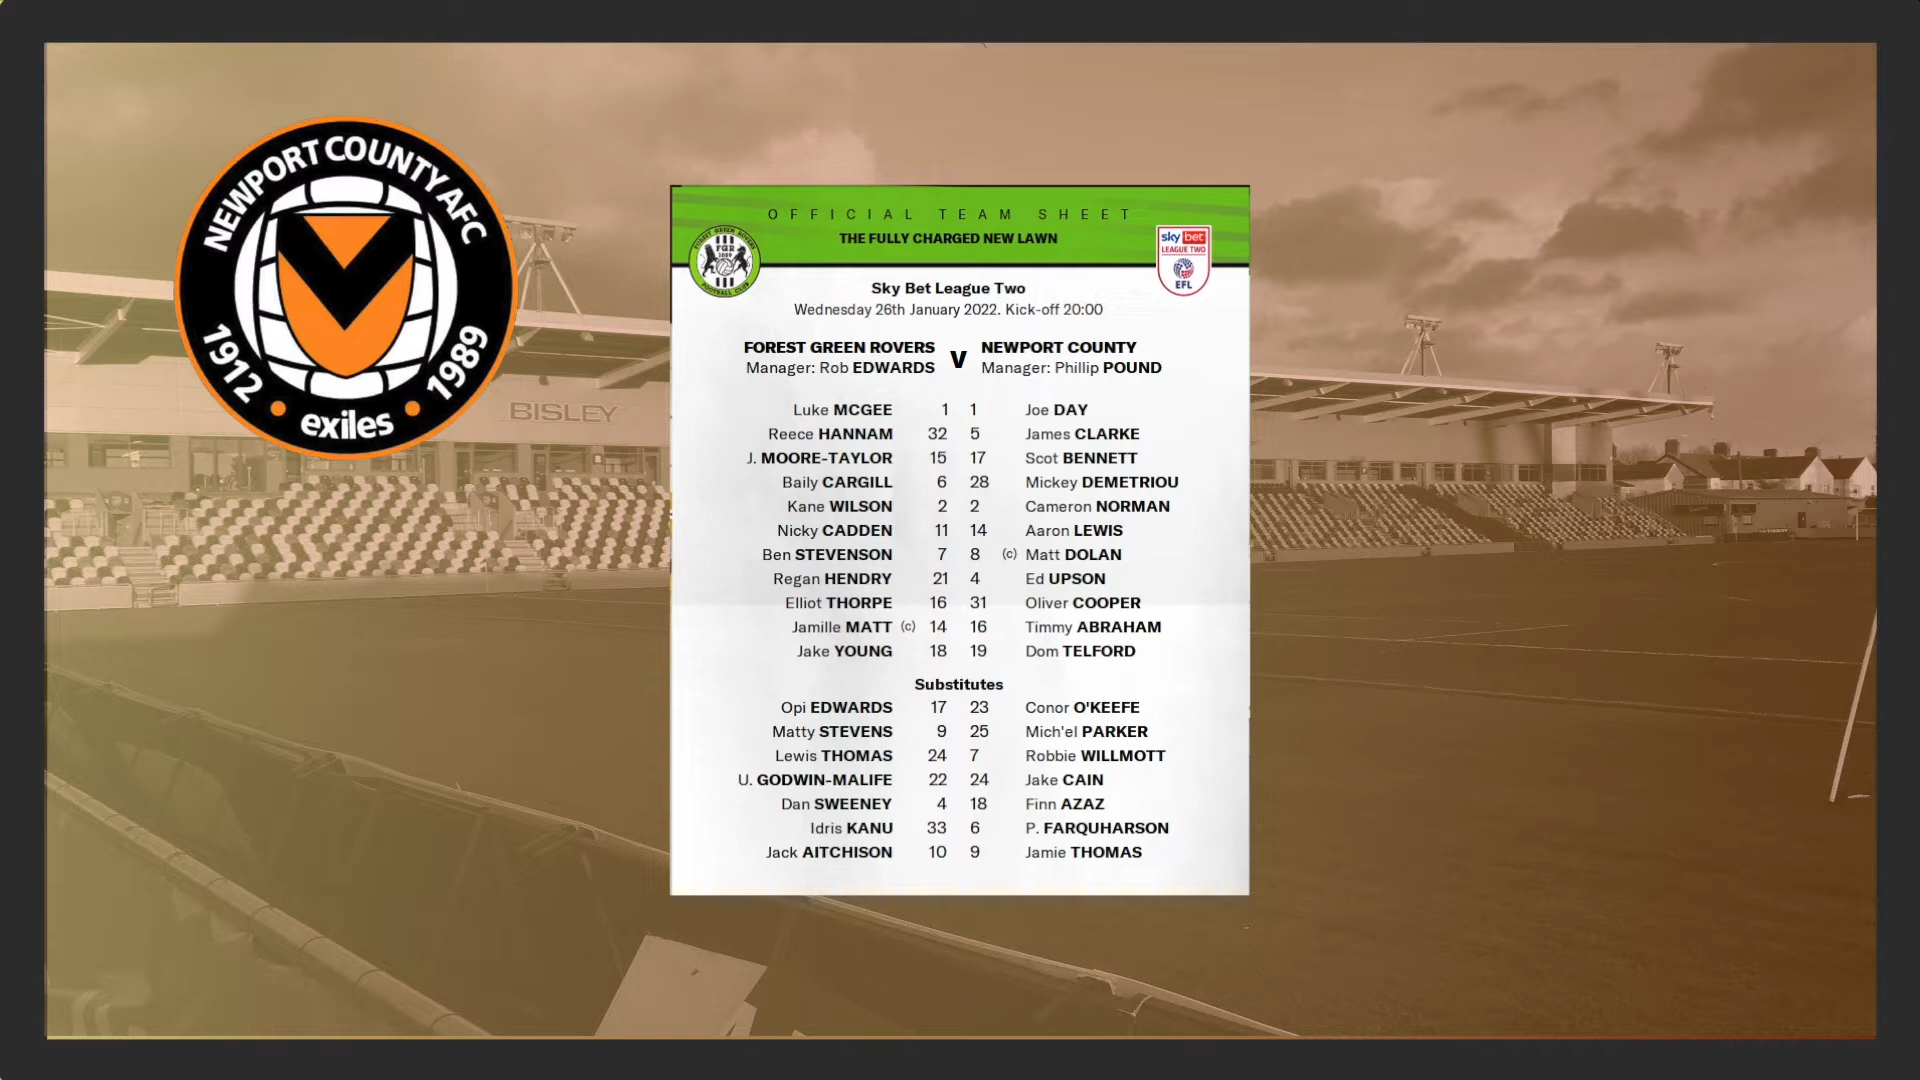 NEWPORT COUNTY AFC
1912 • exiles • 1989
BISLEY
OFFICIAL TEAM SHEET
THE FULLY CHARGED NEW LAWN
FOREST GREEN ROVERS
FGR
1889
FOOTBALL CLUB
sky bet
LEAGUE TWO
EFL
Sky Bet League Two
Wednesday 26th January 2022. Kick-off 20:00
FOREST GREEN ROVERS V NEWPORT COUNTY
Manager: Rob EDWARDS Manager: Phillip POUND
Luke MCGEE 1 1 Joe DAY
Reece HANNAM 32 5 James CLARKE
J. MOORE-TAYLOR 15 17 Scot BENNETT
Baily CARGILL 6 28 Mickey DEMETRIOU
Kane WILSON 2 2 Cameron NORMAN
Nicky CADDEN 11 14 Aaron LEWIS
Ben STEVENSON 7 8 (c) Matt DOLAN
Regan HENDRY 21 4 Ed UPSON
Elliot THORPE 16 31 Oliver COOPER
Jamille MATT (c) 14 16 Timmy ABRAHAM
Jake YOUNG 18 19 Dom TELFORD
Substitutes
Opi EDWARDS 17 23 Conor O'KEEFE
Matty STEVENS 9 25 Mich'el PARKER
Lewis THOMAS 24 7 Robbie WILLMOTT
U. GODWIN-MALIFE 22 24 Jake CAIN
Dan SWEENEY 4 18 Finn AZAZ
Idris KANU 33 6 P. FARQUHARSON
Jack AITCHISON 10 9 Jamie THOMAS